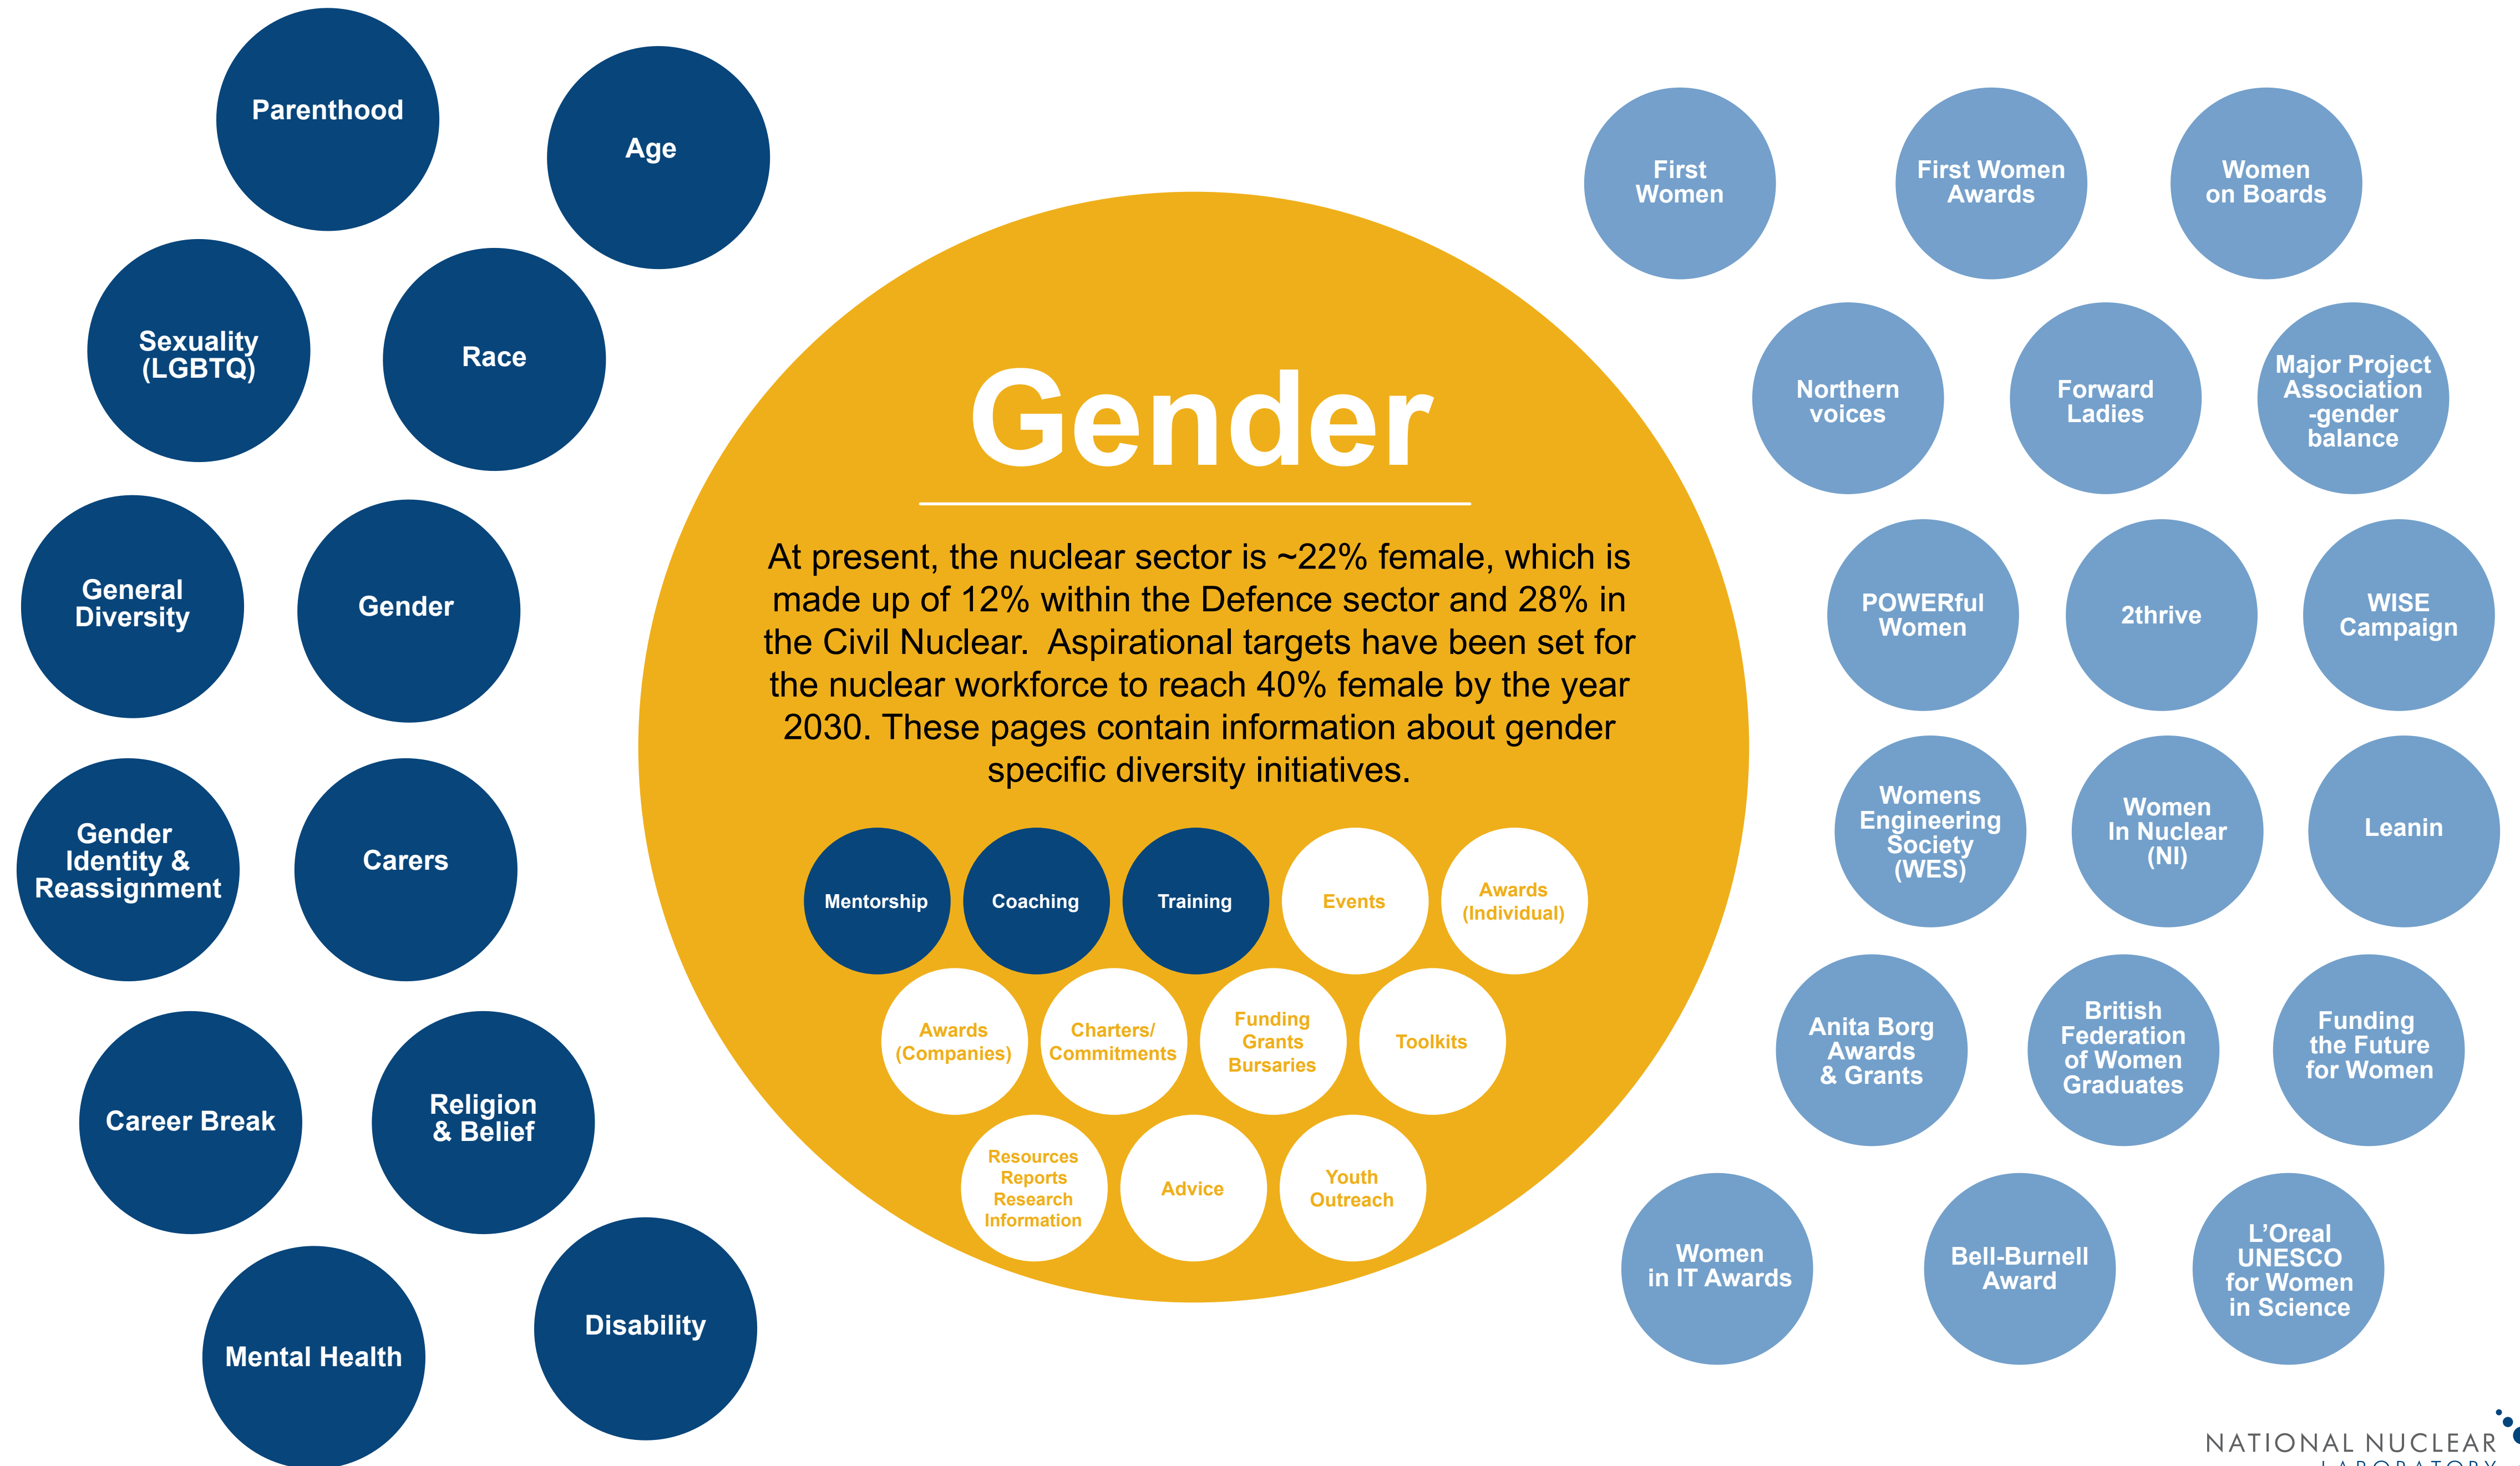 Parenthood
Age
Sexuality
(LGBTQ)
Race
General
Diversity
Gender
Gender
Identity &
Reassignment
Carers
Career Break
Religion
& Belief
Mental Health
Disability
Gender
At present, the nuclear sector is ~22% female, which is
made up of 12% within the Defence sector and 28% in
the Civil Nuclear.  Aspirational targets have been set for
the nuclear workforce to reach 40% female by the year
2030. These pages contain information about gender
specific diversity initiatives.
Mentorship
Coaching
Training
Events
Awards
(Individual)
Awards
(Companies)
Charters/
Commitments
Funding
Grants
Bursaries
Toolkits
Resources
Reports
Research
Information
Advice
Youth
Outreach
First
Women
First Women
Awards
Women
on Boards
Northern
voices
Forward
Ladies
Major Project
Association
-gender
balance
POWERful
Women
2thrive
WISE
Campaign
Womens
Engineering
Society
(WES)
Women
In Nuclear
(NI)
Leanin
Anita Borg
Awards
& Grants
British
Federation
of Women
Graduates
Funding
the Future
for Women
Women
in IT Awards
Bell-Burnell
Award
L’Oreal
UNESCO
for Women
in Science
NATIONAL NUCLEAR
LABORATORY